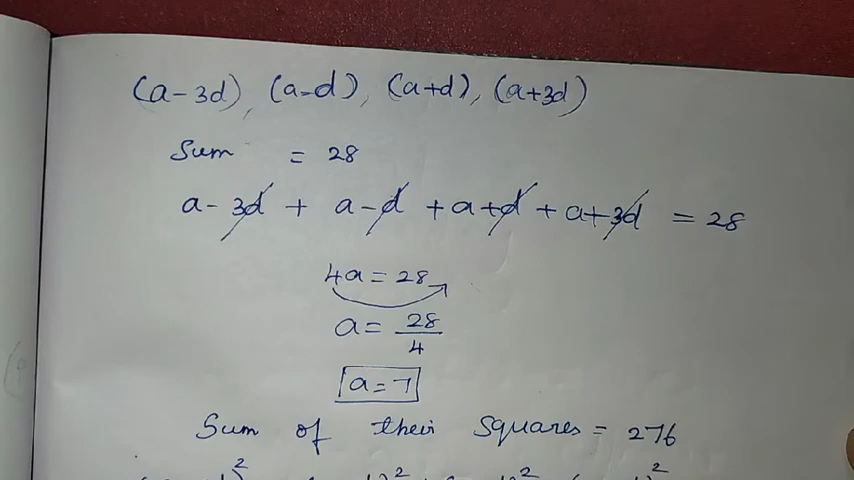 (a-3d), (a-d), (a+d), (a+3d)
Sum = 28
a-3d + a-d + a+d + a+3d = 28
4a = 28
a = 28/4
a = 7
Sum of their squares = 276